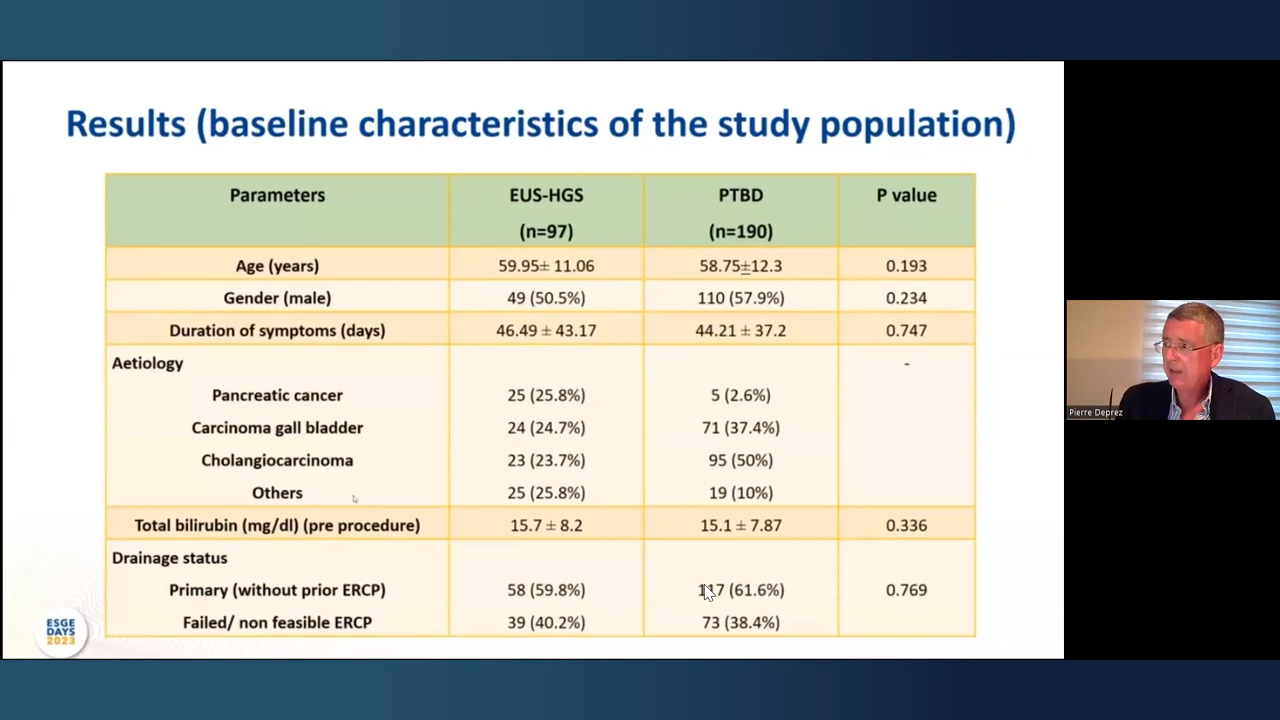 Results (baseline characteristics of the study population)
Parameters EUS-HGS (n=97) PTBD (n=190) P value
Age (years) 59.95± 11.06 58.75±12.3 0.193
Gender (male) 49 (50.5%) 110 (57.9%) 0.234
Duration of symptoms (days) 46.49 ± 43.17 44.21 ± 37.2 0.747
Aetiology -
Pancreatic cancer 25 (25.8%) 5 (2.6%)
Carcinoma gall bladder 24 (24.7%) 71 (37.4%)
Cholangiocarcinoma 23 (23.7%) 95 (50%)
Others 25 (25.8%) 19 (10%)
Total bilirubin (mg/dl) (pre procedure) 15.7 ± 8.2 15.1 ± 7.87 0.336
Drainage status
Primary (without prior ERCP) 58 (59.8%) 117 (61.6%) 0.769
Failed/ non feasible ERCP 39 (40.2%) 73 (38.4%)
ESGE
DAYS
2023
Pierre Deprez